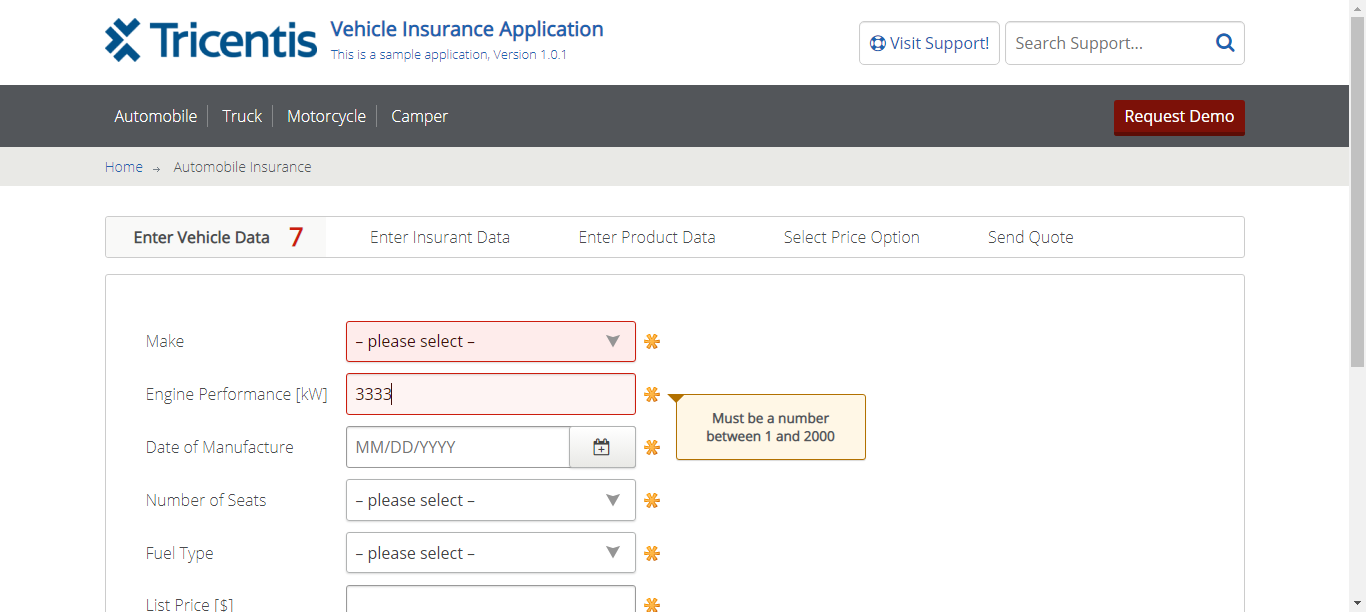 Tricentis
Vehicle Insurance Application
This is a sample application, Version 1.0.1
Visit Support!
Search Support...
Automobile
Truck
Motorcycle
Camper
Request Demo
Home → Automobile Insurance
Enter Vehicle Data 7
Enter Insurant Data
Enter Product Data
Select Price Option
Send Quote
Make
– please select –
Engine Performance [kW]
3333
Must be a number
between 1 and 2000
Date of Manufacture
MM/DD/YYYY
Number of Seats
– please select –
Fuel Type
– please select –
List Price [$]